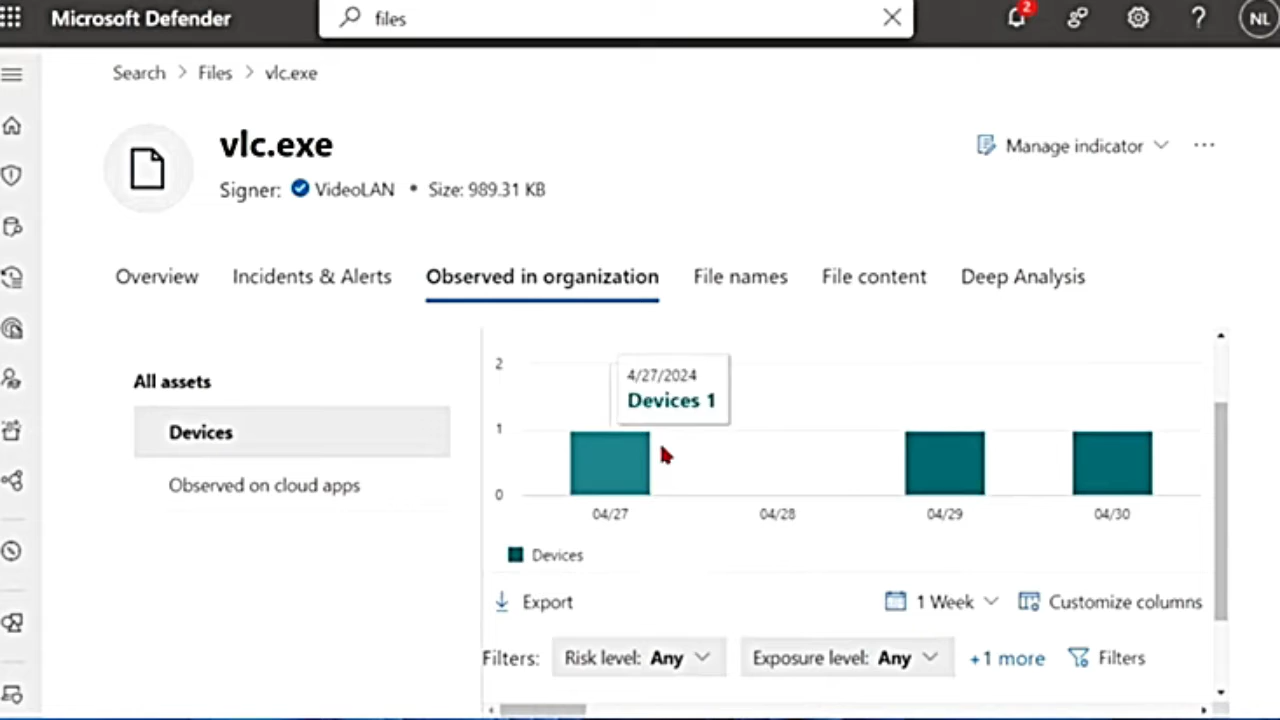 Microsoft Defender
files
2
NL
Search > Files > vlc.exe
vlc.exe
Manage indicator
Signer: VideoLAN • Size: 989.31 KB
Overview
Incidents & Alerts
Observed in organization
File names
File content
Deep Analysis
All assets
Devices
Observed on cloud apps
2
1
0
4/27/2024
Devices 1
04/27
04/28
04/29
04/30
Devices
Export
1 Week
Customize columns
Filters:
Risk level: Any
Exposure level: Any
+1 more
Filters